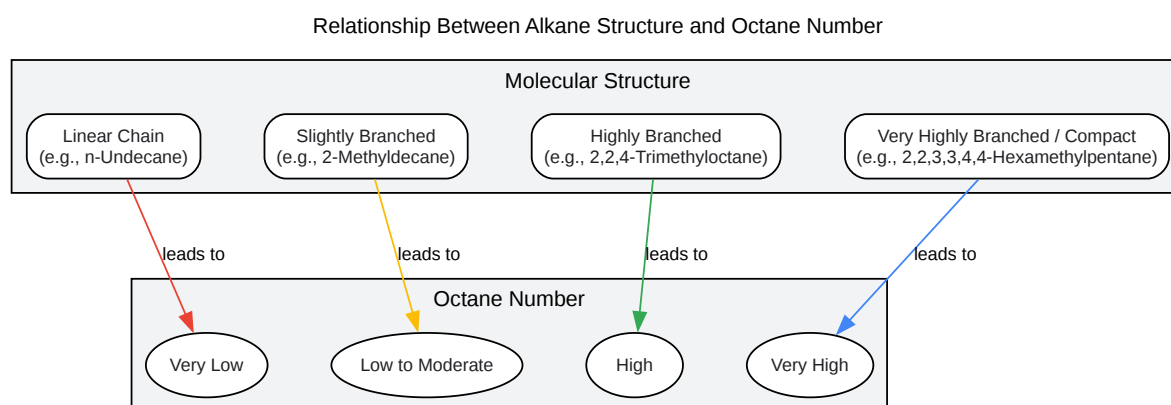 Relationship Between Alkane Structure and Octane Number
Molecular Structure
Linear Chain
(e.g., n-Undecane)
Slightly Branched
(e.g., 2-Methyldecane)
Highly Branched
(e.g., 2,2,4-Trimethyloctane)
Very Highly Branched / Compact
(e.g., 2,2,3,3,4,4-Hexamethylpentane)
leads to
leads to
leads to
leads to
Octane Number
Very Low
Low to Moderate
High
Very High